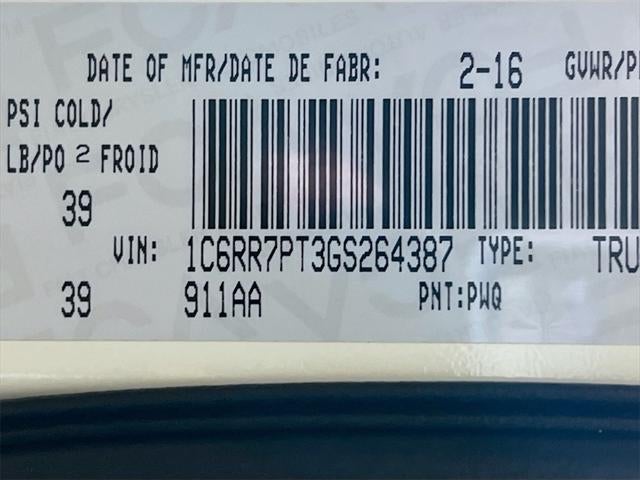 DATE OF MFR/DATE DE FABR: 2-16 GVWR/P
PSI COLD/
LB/PO 2 FROID
39
VIN: 1C6RR7PT3GS264387 TYPE: TRU
39 911AA PNT:PWQ